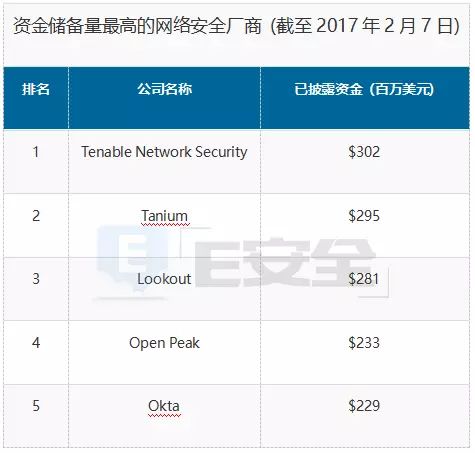 资金储备量最高的网络安全厂商 (截至 2017 年 2 月 7 日)
排名 公司名称 已披露资金 (百万美元)
1 Tenable Network Security $302
2 Tanium $295
E安全
3 Lookout $281
4 Open Peak $233
5 Okta $229